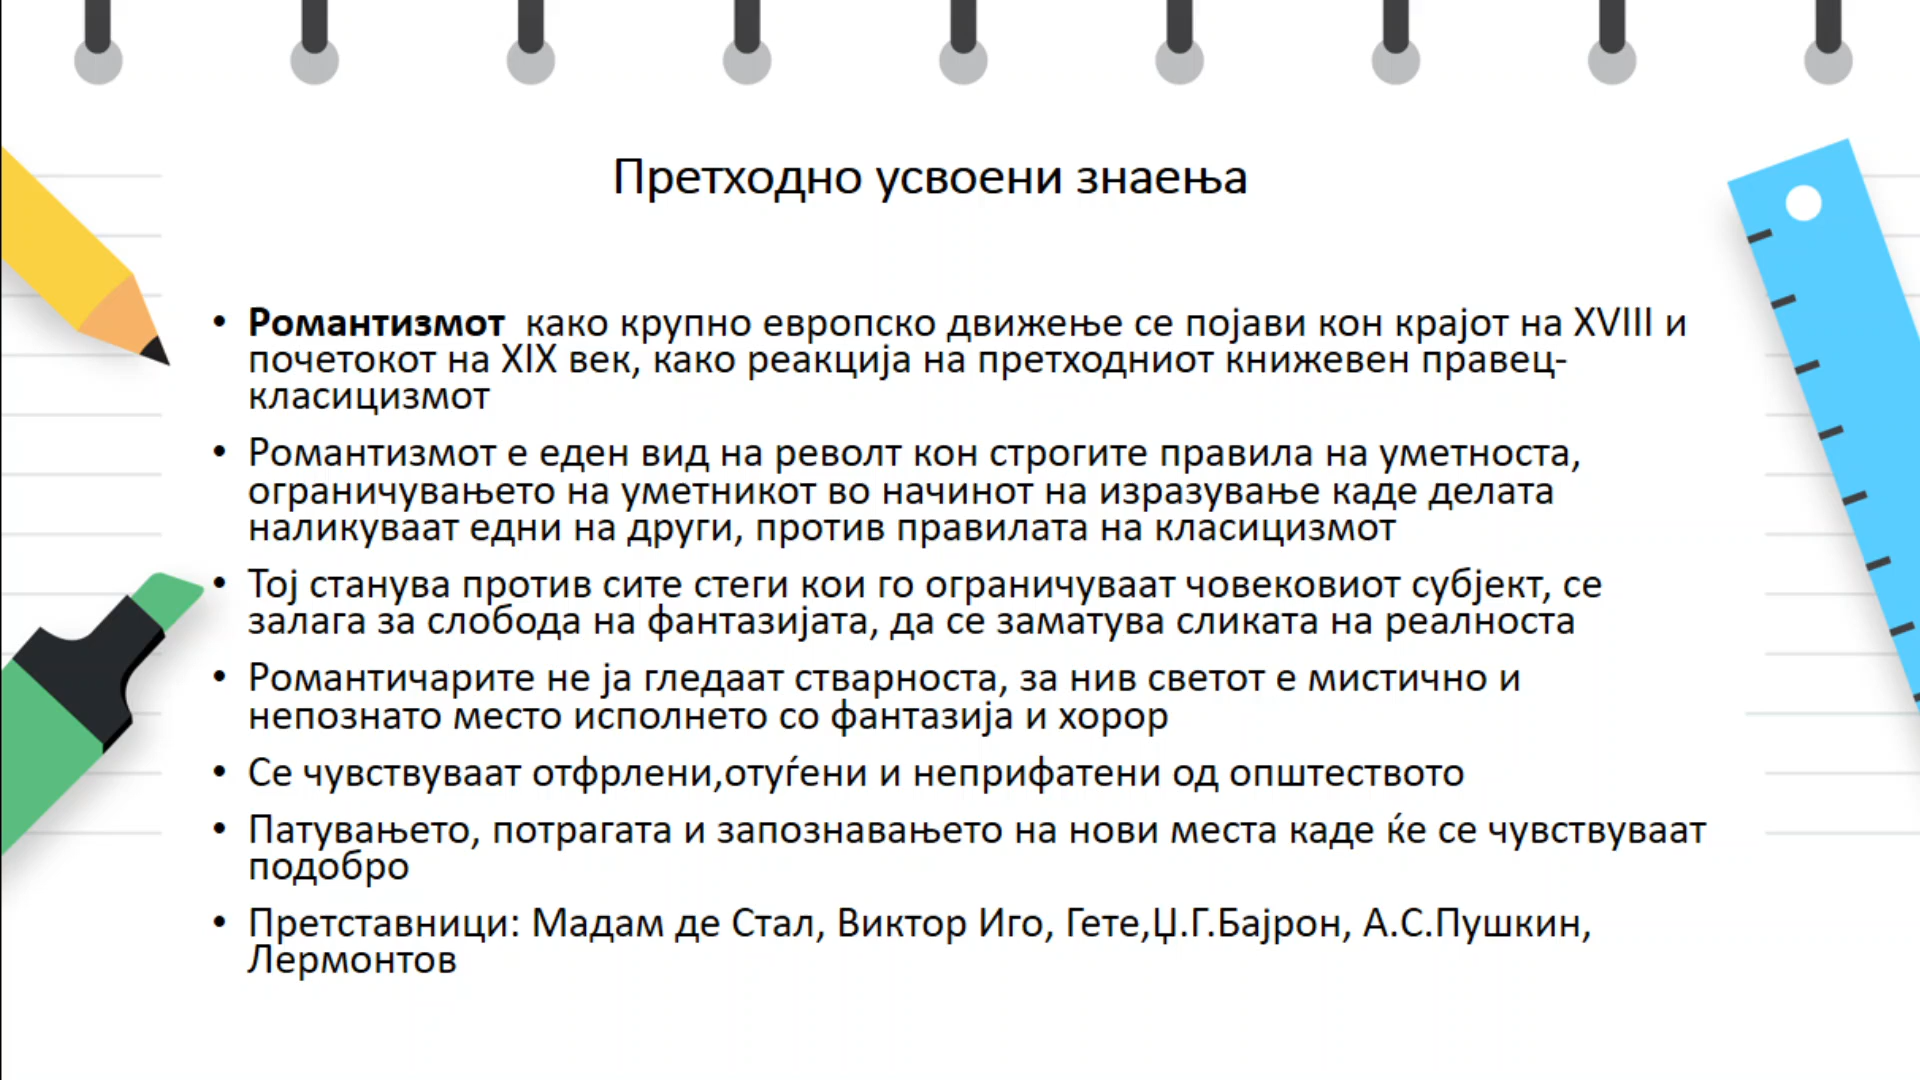 Претходно усвоени знаења
• Романтизмот како крупно европско движење се појави кон крајот на XVIII и
почетокот на XIX век, како реакција на претходниот книжевен правец-
класицизмот
• Романтизмот е еден вид на револт кон строгите правила на уметноста,
ограничувањето на уметникот во начинот на изразување каде делата
наликуваат едни на други, против правилата на класицизмот
• Тој станува против сите стеги кои го ограничуваат човековиот субјект, се
залага за слобода на фантазијата, да се заматува сликата на реалноста
• Романтичарите не ја гледаат стварноста, за нив светот е мистично и
непознато место исполнето со фантазија и хорор
• Се чувствуваат отфрлени,отуѓени и неприфатени од општеството
• Патувањето, потрагата и запознавањето на нови места каде ќе се чувствуваат
подобро
• Претставници: Мадам де Стал, Виктор Иго, Гете,Џ.Г.Бајрон, А.С.Пушкин,
Лермонтов